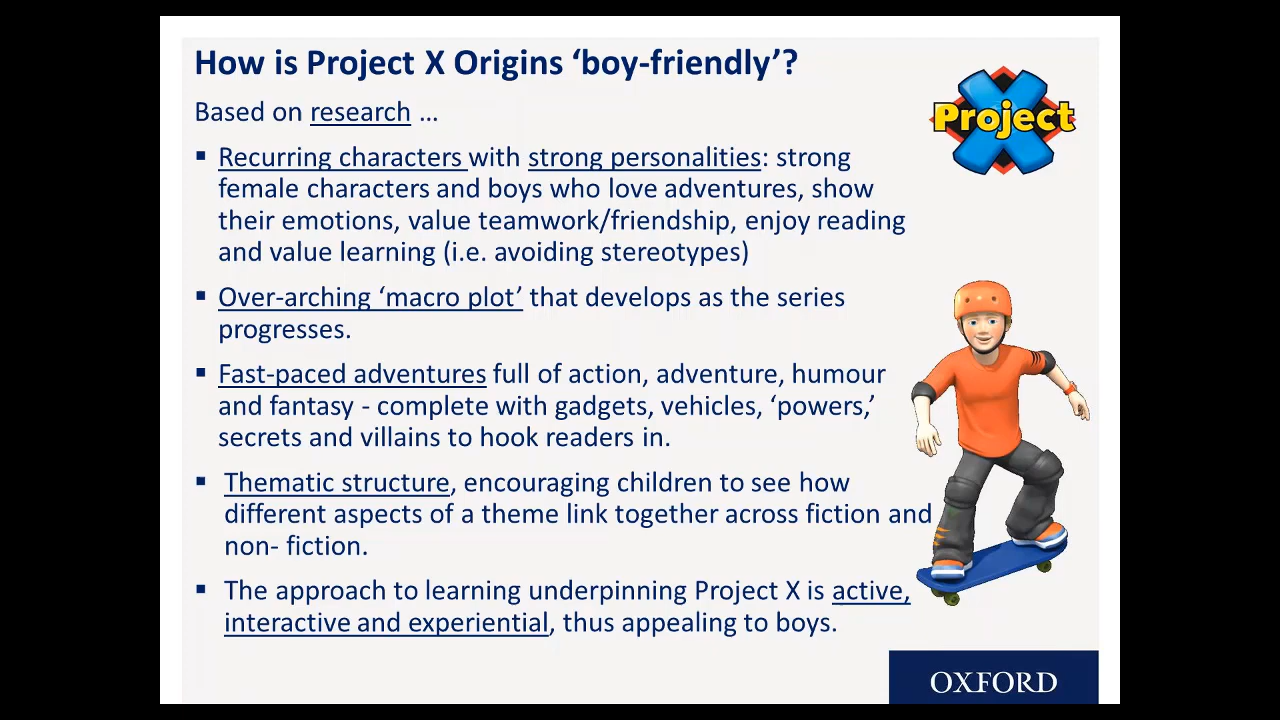 How is Project X Origins ‘boy-friendly’?
Project
X
Based on research ...
▪ Recurring characters with strong personalities: strong
female characters and boys who love adventures, show
their emotions, value teamwork/friendship, enjoy reading
and value learning (i.e. avoiding stereotypes)
▪ Over-arching ‘macro plot’ that develops as the series
progresses.
▪ Fast-paced adventures full of action, adventure, humour
and fantasy - complete with gadgets, vehicles, ‘powers,’
secrets and villains to hook readers in.
▪ Thematic structure, encouraging children to see how
different aspects of a theme link together across fiction and
non- fiction.
▪ The approach to learning underpinning Project X is active,
interactive and experiential, thus appealing to boys.
OXFORD